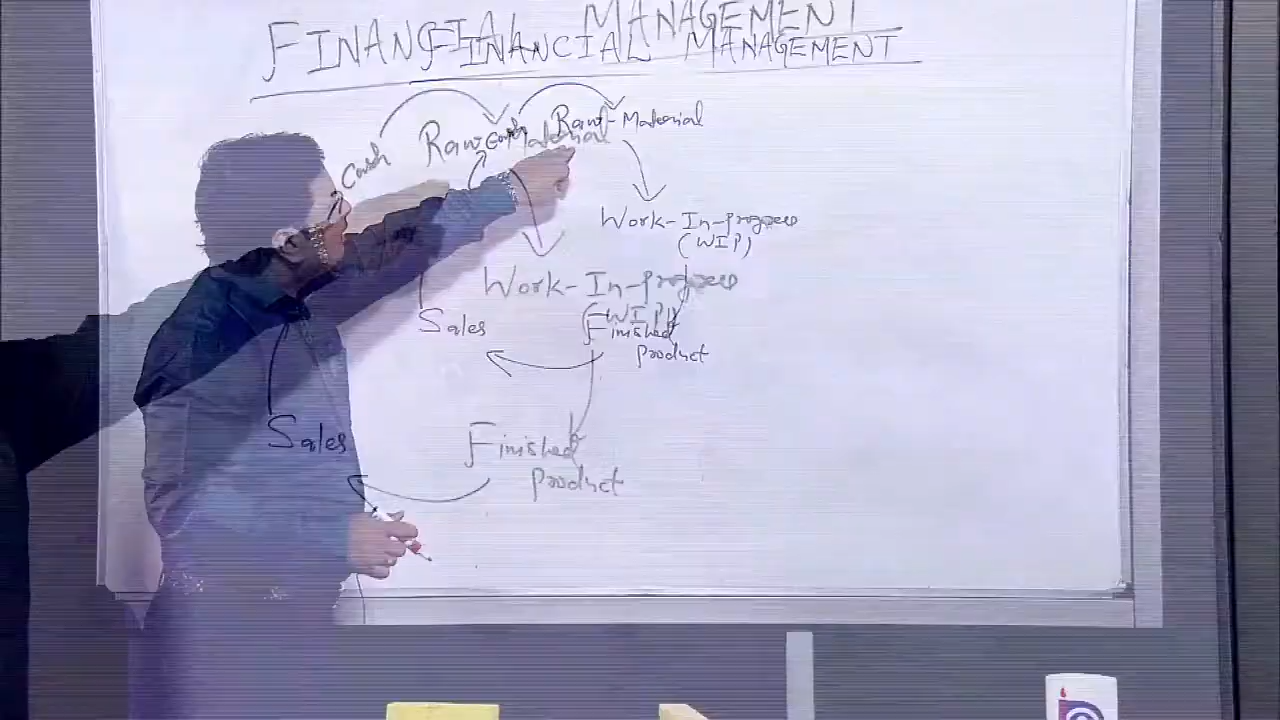 FINANCIAL MANAGEMENT
FINANCIAL MANAGEMENT
Cash
Raw-Material
Cash
Raw-Material
Work-In-progress
(WIP)
Work-In-progress
(WIP)
Sales
Finished
product
Sales
Finished
product